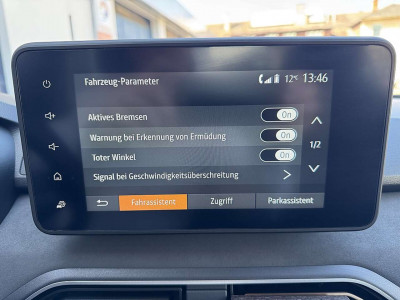 Fahrzeug-Parameter
12°C 13:46
Aktives Bremsen On
Warnung bei Erkennung von Ermüdung On
Toter Winkel On
1/2
Signal bei Geschwindigkeitsüberschreitung
Fahrassistent Zugriff Parkassistent